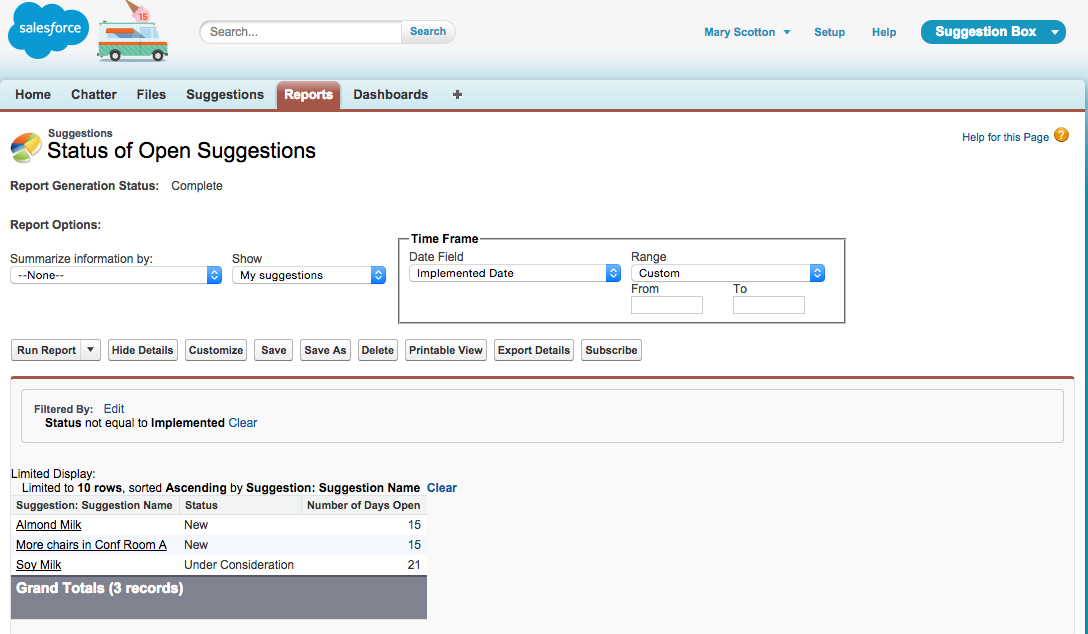 salesforce
15
Search...
Search
Mary Scotton
Setup
Help
Suggestion Box
Home
Chatter
Files
Suggestions
Reports
Dashboards
+
Suggestions
Status of Open Suggestions
Help for this Page ?
Report Generation Status: Complete
Report Options:
Time Frame
Summarize information by:
Show
Date Field
Range
--None--
My suggestions
Implemented Date
Custom
From
To
Run Report
Hide Details
Customize
Save
Save As
Delete
Printable View
Export Details
Subscribe
Filtered By: Edit
Status not equal to Implemented Clear
Limited Display:
Limited to 10 rows, sorted Ascending by Suggestion: Suggestion Name Clear
Suggestion: Suggestion Name Status Number of Days Open
Almond Milk New 15
More chairs in Conf Room A New 15
Soy Milk Under Consideration 21
Grand Totals (3 records)